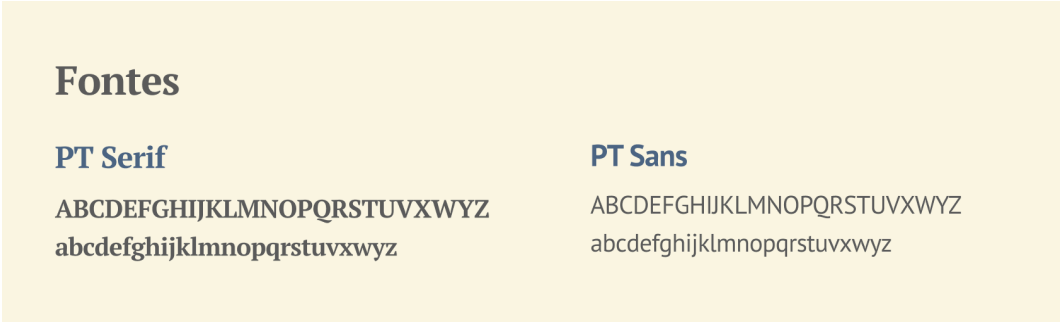 Fontes
PT Serif
ABCDEFGHIJKLMNOPQRSTUVXWYZ
abcdefghijklmnopqrstuvxwyz
PT Sans
ABCDEFGHIJKLMNOPQRSTUVXWYZ
abcdefghijklmnopqrstuvxwyz